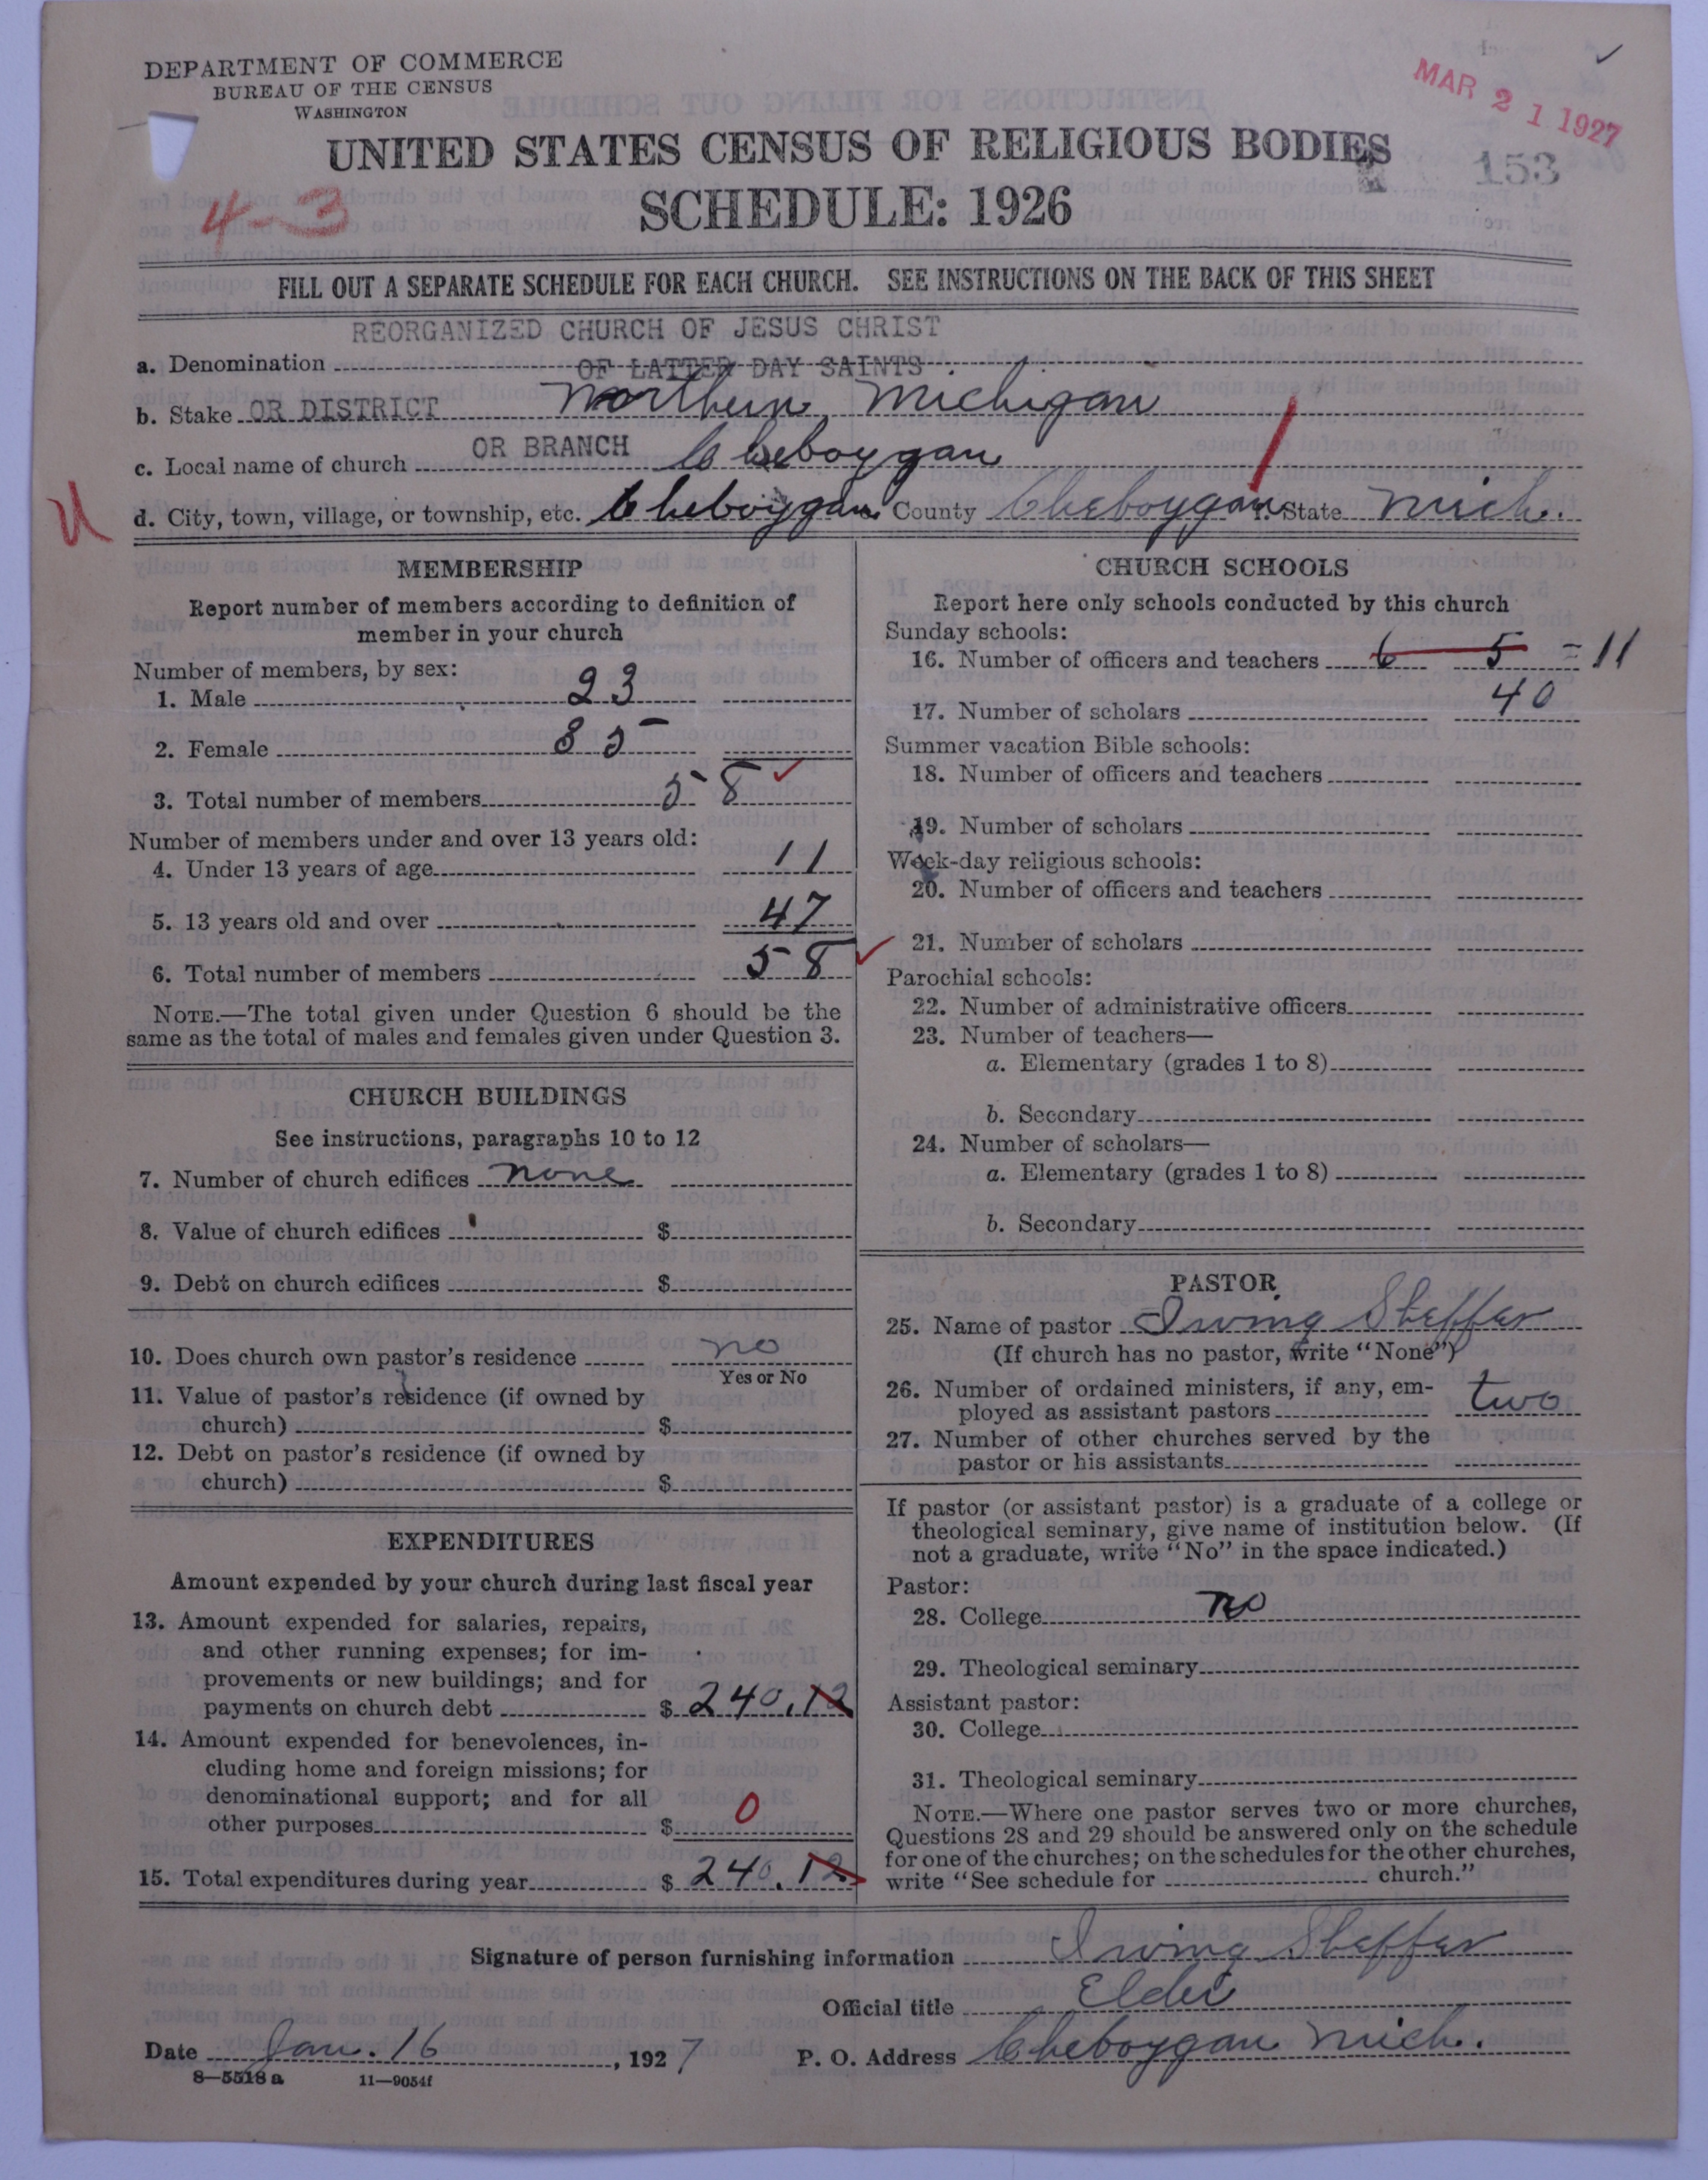 DEPARTMENT OF COMMERCE
BUREAU OF THE CENSUS
WASHINGTON
MAR 21 1927
UNITED STATES CENSUS OF RELIGIOUS BODIES
153
4-3
SCHEDULE: 1926
FILL OUT A SEPARATE SCHEDULE FOR EACH CHURCH. SEE INSTRUCTIONS ON THE BACK OF THIS SHEET
REORGANIZED CHURCH OF JESUS CHRIST
a. Denomination OF LATTER DAY SAINTS.
b. Stake OR DISTRICT Northern Michigan
c. Local name of church OR BRANCH Cheboygan
U
d. City, town, village, or township, etc. Cheboygan County Cheboygan State Mich.
MEMBERSHIP
Report number of members according to definition of
member in your church
Number of members, by sex:
1. Male 23
2. Female 35
3. Total number of members 58
Number of members under and over 13 years old:
4. Under 13 years of age 11
5. 13 years old and over 47
6. Total number of members 58
NOTE.—The total given under Question 6 should be the
same as the total of males and females given under Question 3.
CHURCH BUILDINGS
See instructions, paragraphs 10 to 12
7. Number of church edifices none
8. Value of church edifices $
9. Debt on church edifices $
10. Does church own pastor's residence no
Yes or No
11. Value of pastor's residence (if owned by
church) $
12. Debt on pastor's residence (if owned by
church) $
EXPENDITURES
Amount expended by your church during last fiscal year
13. Amount expended for salaries, repairs,
and other running expenses; for im-
provements or new buildings; and for
payments on church debt $ 240.12
14. Amount expended for benevolences, in-
cluding home and foreign missions; for
denominational support; and for all
other purposes $ 0
15. Total expenditures during year $ 240.12
CHURCH SCHOOLS
Report here only schools conducted by this church
Sunday schools:
16. Number of officers and teachers 6 5 = 11
17. Number of scholars 40
Summer vacation Bible schools:
18. Number of officers and teachers
19. Number of scholars
Week-day religious schools:
20. Number of officers and teachers
21. Number of scholars
Parochial schools:
22. Number of administrative officers
23. Number of teachers—
a. Elementary (grades 1 to 8)
b. Secondary
24. Number of scholars—
a. Elementary (grades 1 to 8)
b. Secondary
PASTOR
25. Name of pastor Irving Sheffer
(If church has no pastor, write "None")
26. Number of ordained ministers, if any, em-
ployed as assistant pastors two
27. Number of other churches served by the
pastor or his assistants
If pastor (or assistant pastor) is a graduate of a college or
theological seminary, give name of institution below. (If
not a graduate, write "No" in the space indicated.)
Pastor:
28. College no
29. Theological seminary
Assistant pastor:
30. College
31. Theological seminary
NOTE.—Where one pastor serves two or more churches,
Questions 28 and 29 should be answered only on the schedule
for one of the churches; on the schedules for the other churches,
write "See schedule for church."
Signature of person furnishing information Irving Sheffer
Official title Elder
Date Jan. 16, 1927 P. O. Address Cheboygan Mich.
8—5518 a 11—9054f